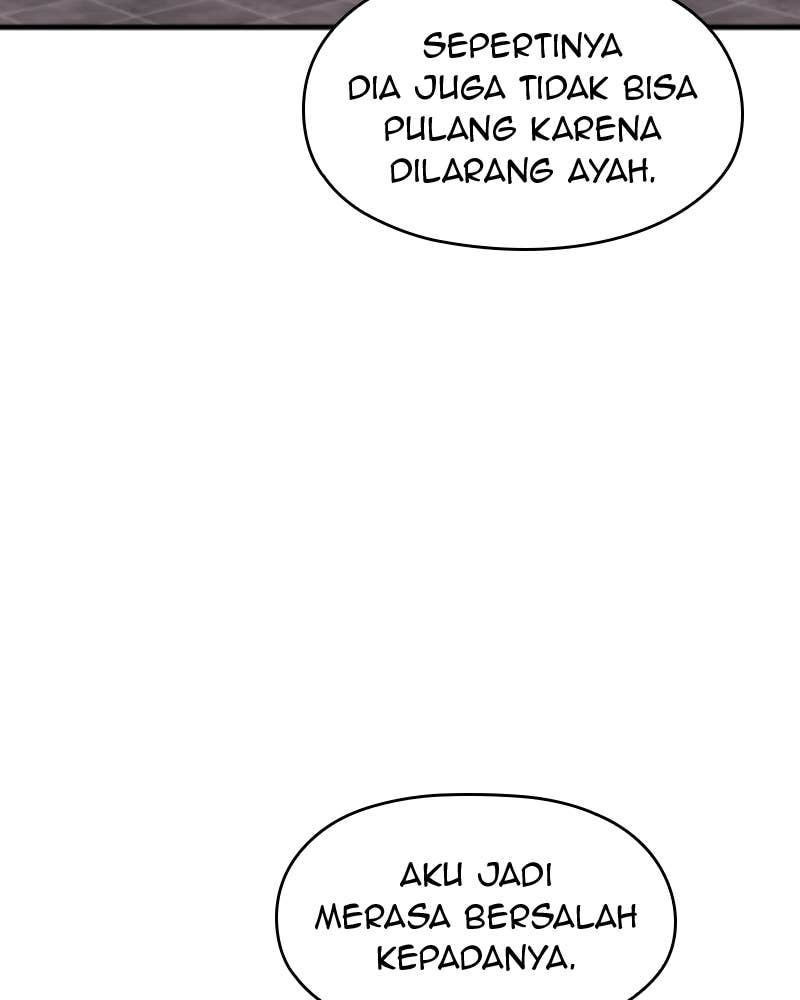 SEPERTINYA
DIA JUGA TIDAK BISA
PULANG KARENA
DILARANG AYAH.
AKU JADI
MERASA BERSALAH
KEPADANYA.